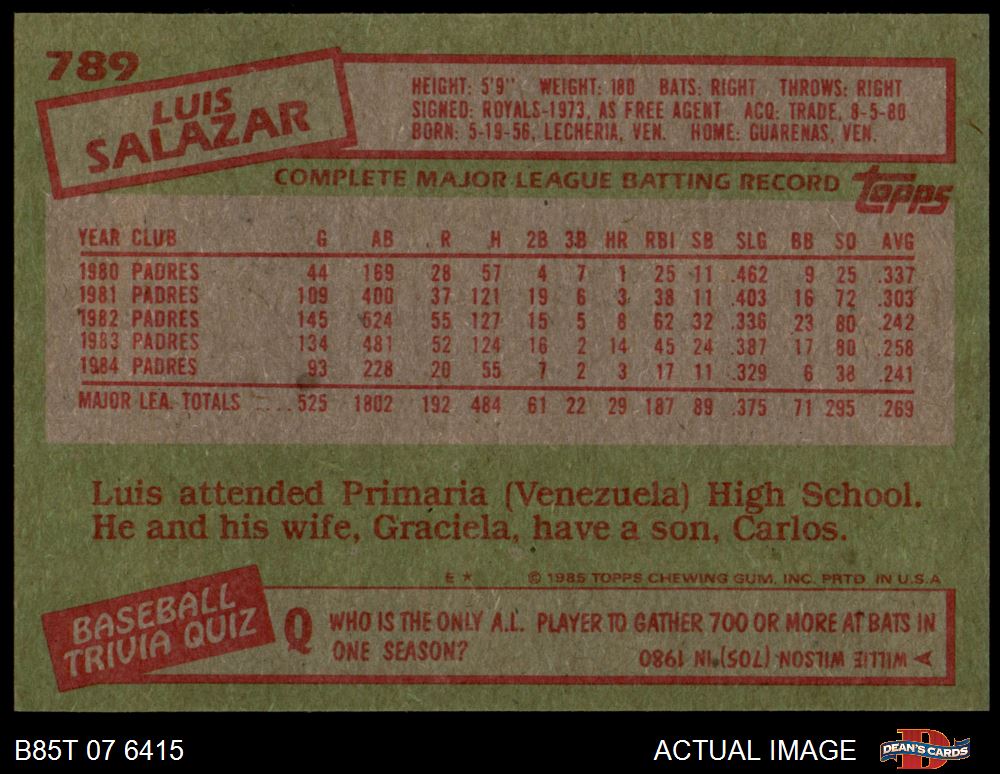 789
LUIS
SALAZAR
HEIGHT: 5'9" WEIGHT: 180 BATS: RIGHT THROWS: RIGHT
SIGNED: ROYALS-1973, AS FREE AGENT ACQ: TRADE, 8-5-80
BORN: 5-19-56, LECHERIA, VEN. HOME: GUARENAS, VEN.
COMPLETE MAJOR LEAGUE BATTING RECORD
topps
YEAR CLUB G AB R H 2B 3B HR RBI SB SLG BB SO AVG
1980 PADRES 44 169 28 57 4 7 1 25 11 .462 9 25 .337
1981 PADRES 109 400 37 121 19 6 3 38 11 .403 16 72 .303
1982 PADRES 145 524 55 127 15 5 8 62 32 .336 23 80 .242
1983 PADRES 134 481 52 124 16 2 14 45 24 .387 17 80 .258
1984 PADRES 93 228 20 55 7 2 3 17 11 .329 6 38 .241
MAJOR LEA. TOTALS .... 525 1802 192 484 61 22 29 187 89 .375 71 295 .269
Luis attended Primaria (Venezuela) High School.
He and his wife, Graciela, have a son, Carlos.
E * © 1985 TOPPS CHEWING GUM, INC. PRTD. IN U.S.A
BASEBALL
TRIVIA QUIZ
Q WHO IS THE ONLY A.L. PLAYER TO GATHER 700 OR MORE AT BATS IN
ONE SEASON?
A WILLIE WILSON (705) IN 1980
B85T 07 6415
ACTUAL IMAGE
DEAN'S CARDS